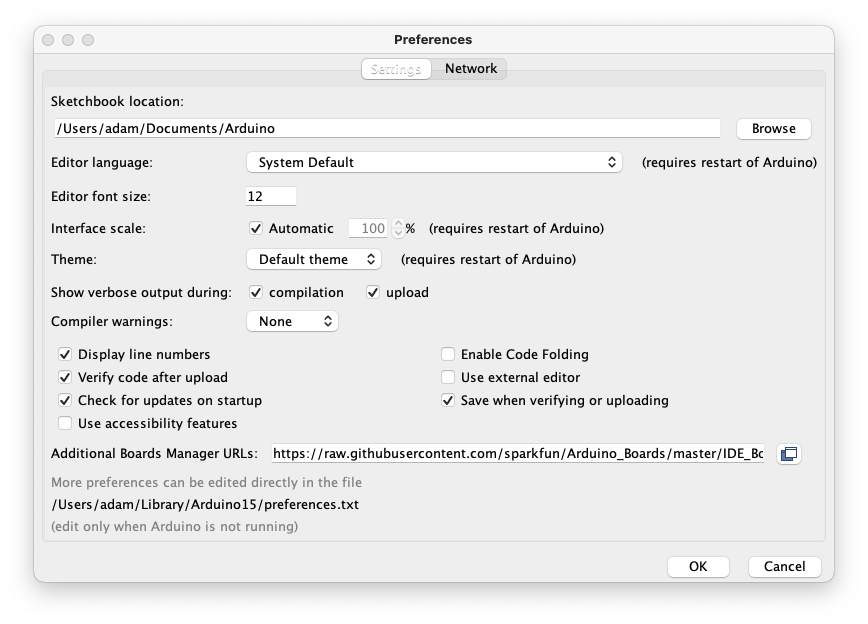 Preferences
Settings Network
Sketchbook location:
/Users/adam/Documents/Arduino Browse
Editor language: System Default (requires restart of Arduino)
Editor font size: 12
Interface scale: Automatic 100 % (requires restart of Arduino)
Theme: Default theme (requires restart of Arduino)
Show verbose output during: compilation upload
Compiler warnings: None
Display line numbers Enable Code Folding
Verify code after upload Use external editor
Check for updates on startup Save when verifying or uploading
Use accessibility features
Additional Boards Manager URLs: https://raw.githubusercontent.com/sparkfun/Arduino_Boards/master/IDE_Bo
More preferences can be edited directly in the file
/Users/adam/Library/Arduino15/preferences.txt
(edit only when Arduino is not running)
OK Cancel